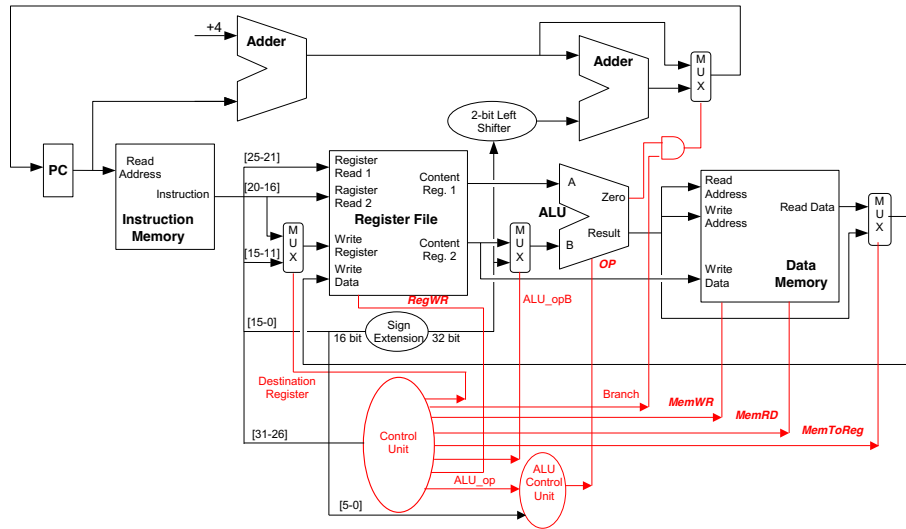 +4
Adder
Adder
M
U
X
2-bit Left
Shifter
PC
Read
Address
Instruction
Instruction
Memory
[25-21]
[20-16]
[15-11]
[15-0]
[31-26]
[5-0]
M
U
X
Register
Read 1
Ragister
Read 2
Register File
Write
Register
Write
Data
Content
Reg. 1
Content
Reg. 2
RegWR
M
U
X
A
B
ALU
Zero
Result
OP
ALU_opB
Read
Address
Write
Address
Read Data
Write
Data
Data
Memory
M
U
X
16 bit
Sign
Extension
32 bit
Destination
Register
Branch
MemWR
MemRD
MemToReg
Control
Unit
ALU_op
ALU
Control
Unit